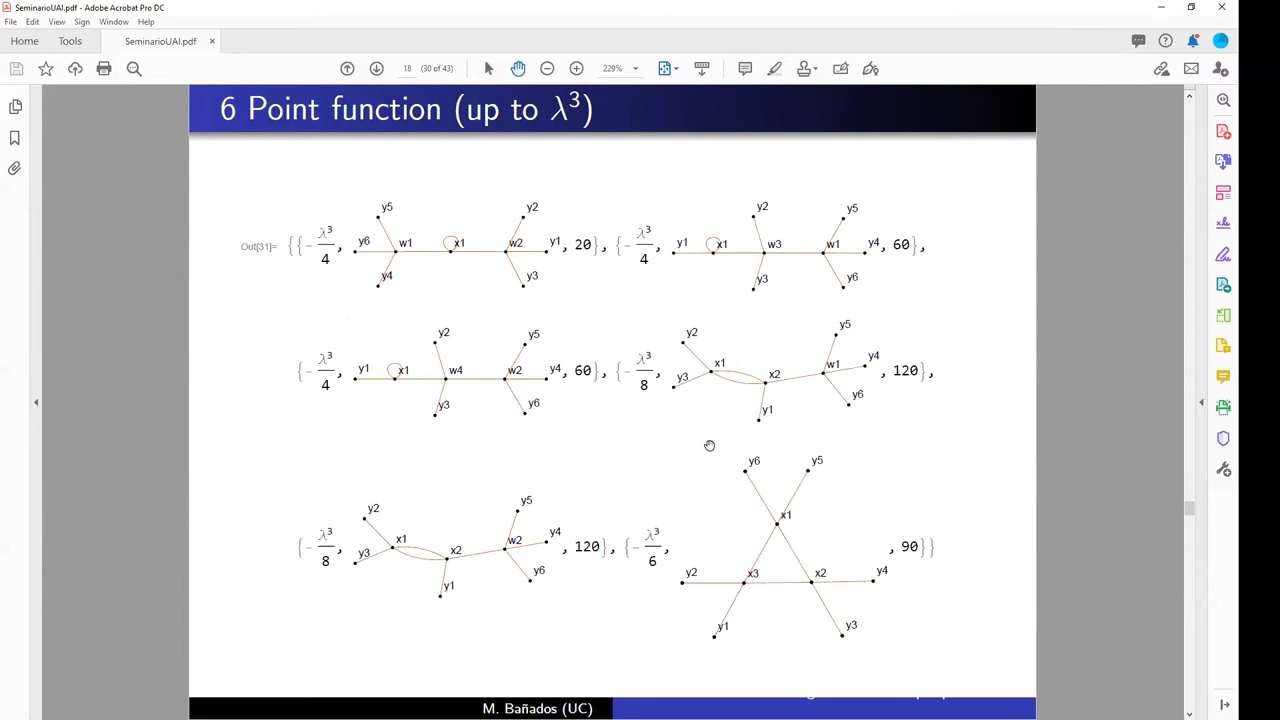 SeminarioUAI.pdf - Adobe Acrobat Pro DC
File Edit View Sign Window Help
Home Tools SeminarioUAI.pdf ×
18 (30 of 43) 229%
6 Point function (up to λ³)
Out[31]= {{- λ³/4, y5 y6 w1 y4 x1 y2 w2 y1 y3, 20}, {- λ³/4, y1 x1 y2 w3 y3 y5 w1 y4 y6, 60},
{- λ³/4, y1 x1 y2 w4 y3 y5 w2 y4 y6, 60}, {- λ³/8, y2 y3 x1 x2 y1 y5 w1 y4 y6, 120},
{- λ³/8, y2 y3 x1 x2 y1 y5 w2 y4 y6, 120}, {- λ³/6, y6 y5 x1 y2 x3 x2 y4 y1 y3, 90}}
M. Bañados (UC)